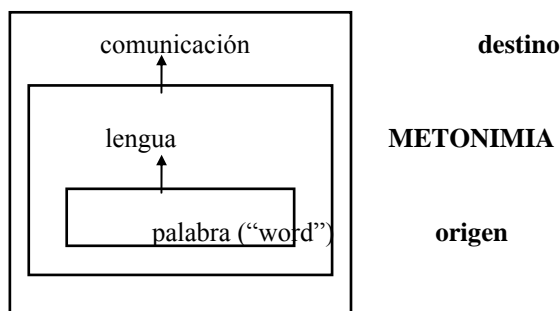 comunicación destino
lengua METONIMIA
palabra (“word”) origen